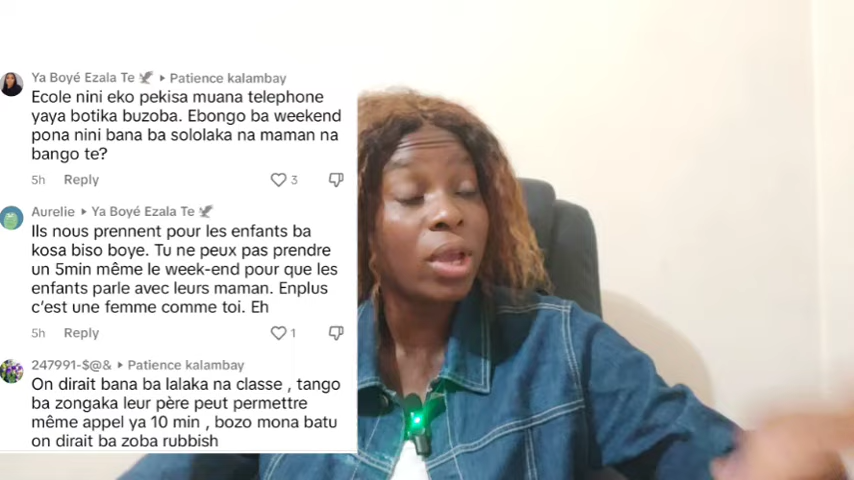 Ya Boyé Ezala Te 🕊 ▸ Patience kalambay
Ecole nini eko pekisa muana telephone
yaya botika buzoba. Ebongo ba weekend
pona nini bana ba sololaka na maman na
bango te?
5h Reply 3
Aurelie ▸ Ya Boyé Ezala Te 🕊
Ils nous prennent pour les enfants ba
kosa biso boye. Tu ne peux pas prendre
un 5min même le week-end pour que les
enfants parle avec leurs maman. Enplus
c’est une femme comme toi. Eh
5h Reply 1
247991-$@& ▸ Patience kalambay
On dirait bana ba lalaka na classe , tango
ba zongaka leur père peut permettre
même appel ya 10 min , bozo mona batu
on dirait ba zoba rubbish